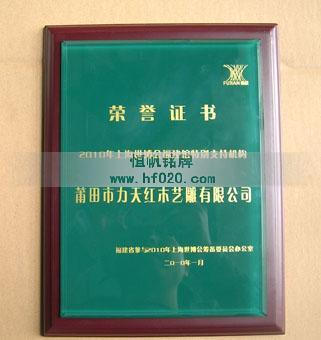 FUJIAN
荣誉证书
2010年上海世博会福建馆特别支持机构
恒帆铭牌
www.hf020.com
莆田市力天红木艺雕有限公司
福建省参与2010年上海世博会筹备委员会办公室
二〇一〇年一月